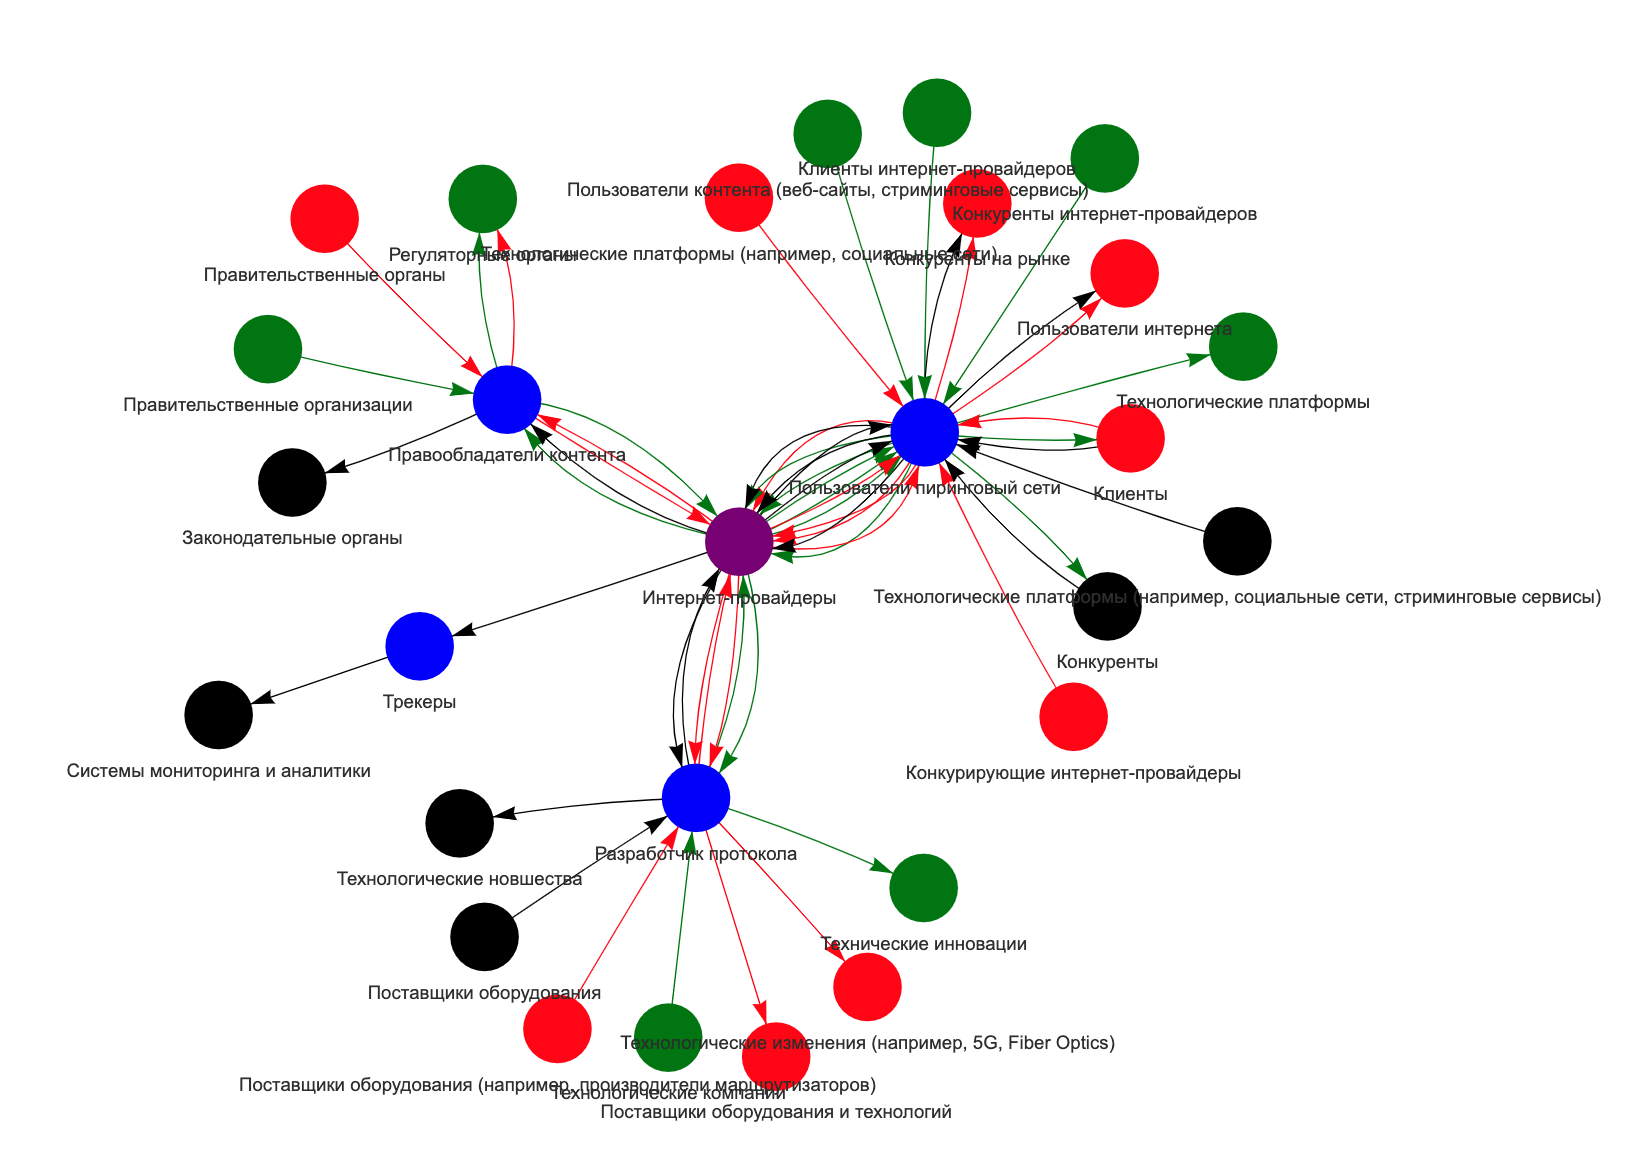 Клиенты интернет-провайдеров
Пользователи контента (веб-сайты, стриминговые сервисы)
Конкуренты интернет-провайдеров
Регуляторные органы
Технологические платформы (например, социальные сети)
Конкуренты на рынке
Правительственные органы
Пользователи интернета
Правительственные организации
Технологические платформы
Правообладатели контента
Пользователи пиринговый сети
Клиенты
Законодательные органы
Интернет-провайдеры
Технологические платформы (например, социальные сети, стриминговые сервисы)
Конкуренты
Трекеры
Системы мониторинга и аналитики
Конкурирующие интернет-провайдеры
Разработчик протокола
Технологические новшества
Технические инновации
Поставщики оборудования
Технологические изменения (например, 5G, Fiber Optics)
Поставщики оборудования (например, производители маршрутизаторов)
Технологические компании
Поставщики оборудования и технологий